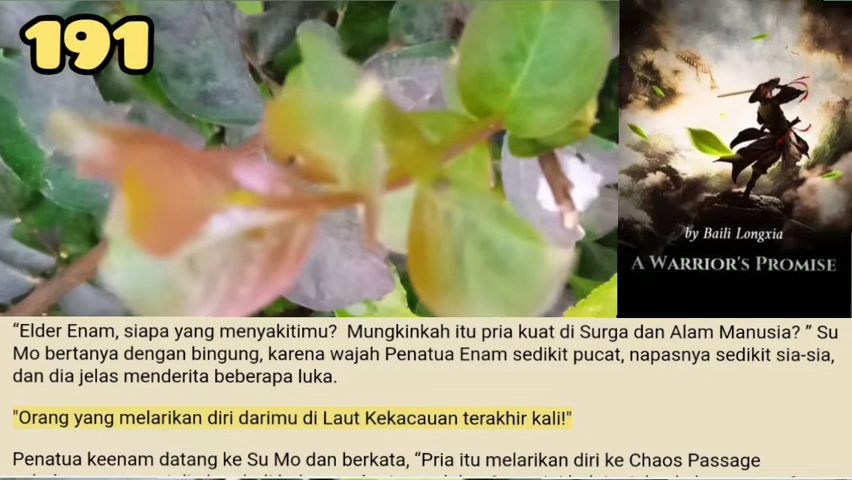 191
by Baili Longxia
A WARRIOR'S PROMISE
“Elder Enam, siapa yang menyakitimu? Mungkinkah itu pria kuat di Surga dan Alam Manusia? ” Su
Mo bertanya dengan bingung, karena wajah Penatua Enam sedikit pucat, napasnya sedikit sia-sia,
dan dia jelas menderita beberapa luka.
"Orang yang melarikan diri darimu di Laut Kekacauan terakhir kali!"
Penatua keenam datang ke Su Mo dan berkata, “Pria itu melarikan diri ke Chaos Passage